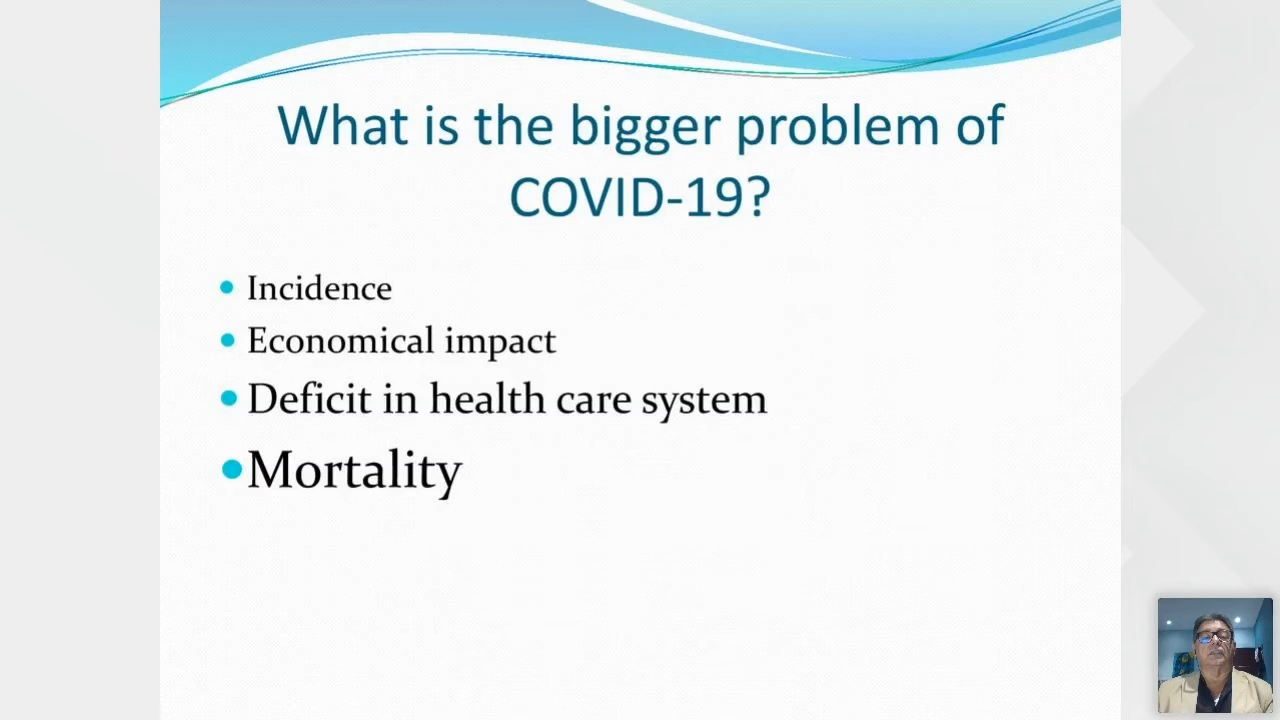 What is the bigger problem of
COVID-19?
Incidence
Economical impact
Deficit in health care system
Mortality